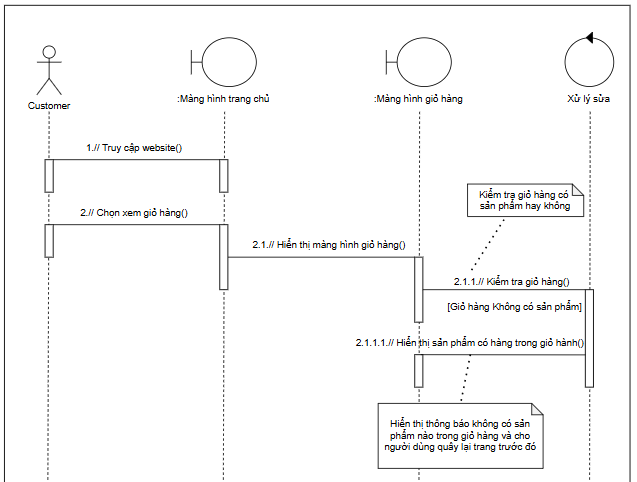 Customer
:Màng hình trang chủ
:Màng hình giỏ hàng
Xử lý sửa
1.// Truy cập website()
Kiểm tra giỏ hàng có
sản phẩm hay không
2.// Chọn xem giỏ hàng()
2.1.// Hiển thị màng hình giỏ hàng()
2.1.1.// Kiểm tra giỏ hàng()
[Giỏ hàng Không có sản phẩm]
2.1.1.1.// Hiển thị sản phẩm có hàng trong giỏ hành()
Hiển thị thông báo không có sản
phẩm nào trong giỏ hàng và cho
người dùng quây lại trang trước đó